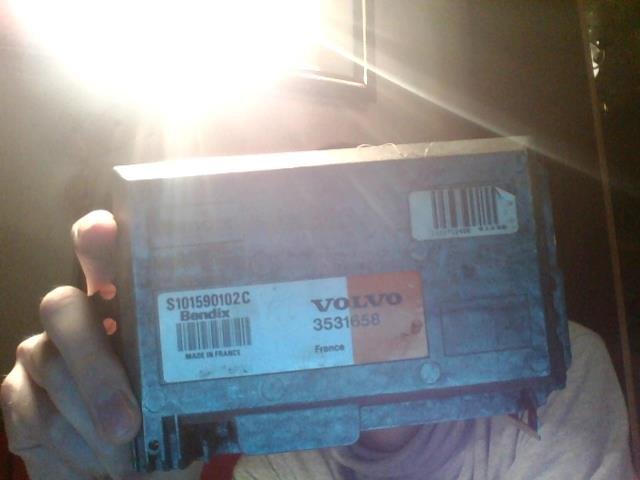 S101590102C
Bendix
MADE IN FRANCE
VOLVO
3531658
France